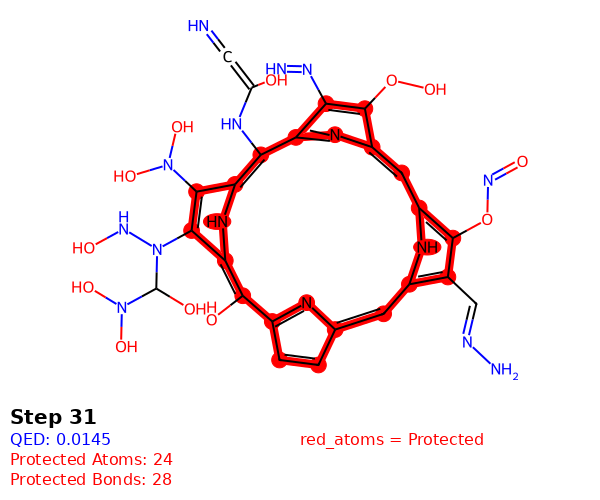 HN
C
OH
HN=N
O
OH
HN
N
OH
N
HO
HN
NH
N
O
O
H
N
HO
N
HO
N
OH
OH
HO
N
N
NH2
Step 31
QED: 0.0145
Protected Atoms: 24
Protected Bonds: 28
red_atoms = Protected